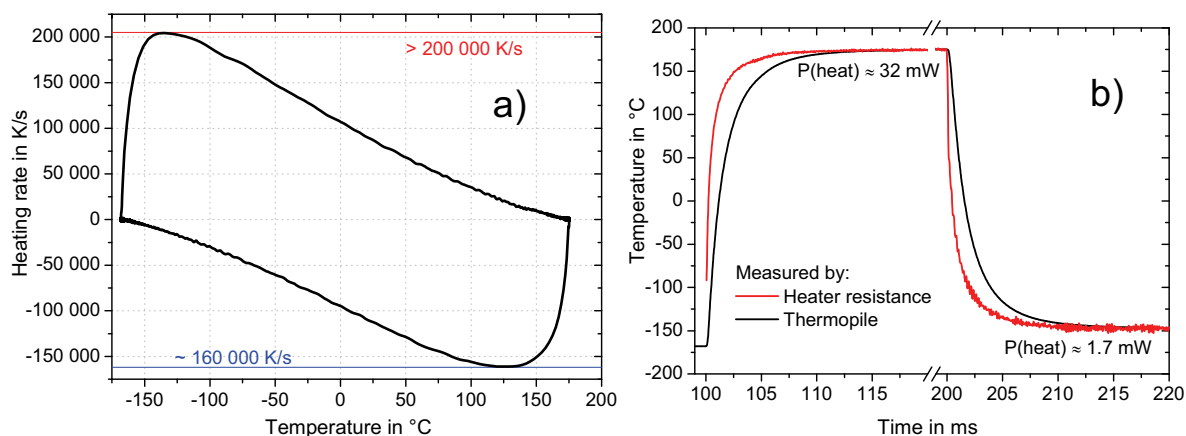 200 000
150 000
100 000
50 000
0
-50 000
-100 000
-150 000
Heating rate in K/s
> 200 000 K/s
a)
~ 160 000 K/s
-150 -100 -50 0 50 100 150 200
Temperature in °C
200
150
100
50
0
-50
-100
-150
-200
Temperature in °C
P(heat) ≈ 32 mW
b)
Measured by:
Heater resistance
Thermopile
P(heat) ≈ 1.7 mW
100 105 110 115 200 205 210 215 220
Time in ms